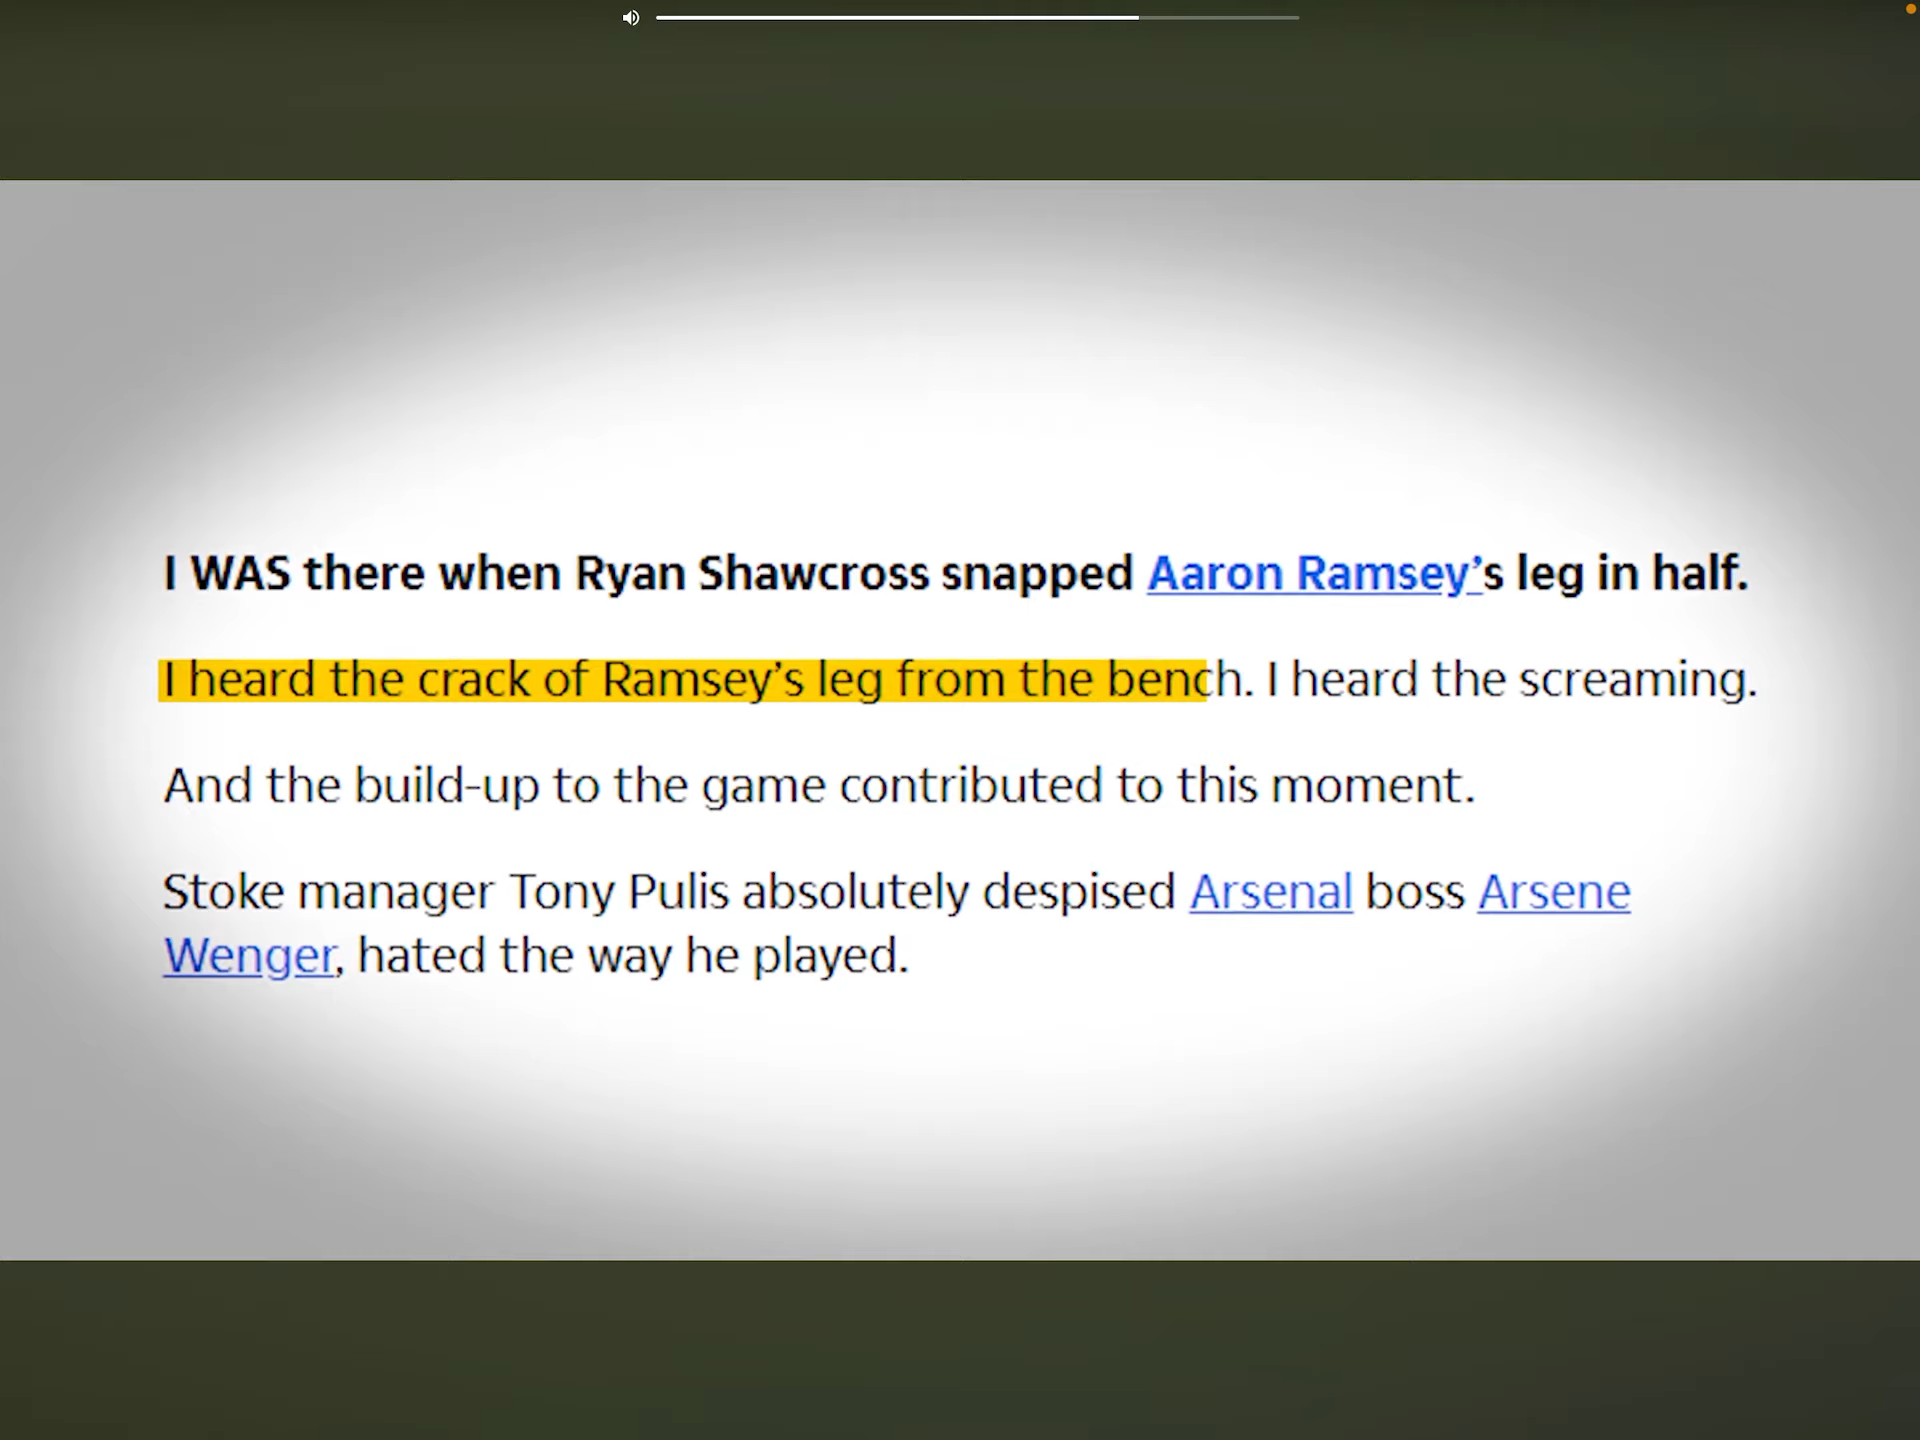 I WAS there when Ryan Shawcross snapped Aaron Ramsey’s leg in half.
I heard the crack of Ramsey’s leg from the bench. I heard the screaming.
And the build-up to the game contributed to this moment.
Stoke manager Tony Pulis absolutely despised Arsenal boss Arsene
Wenger, hated the way he played.